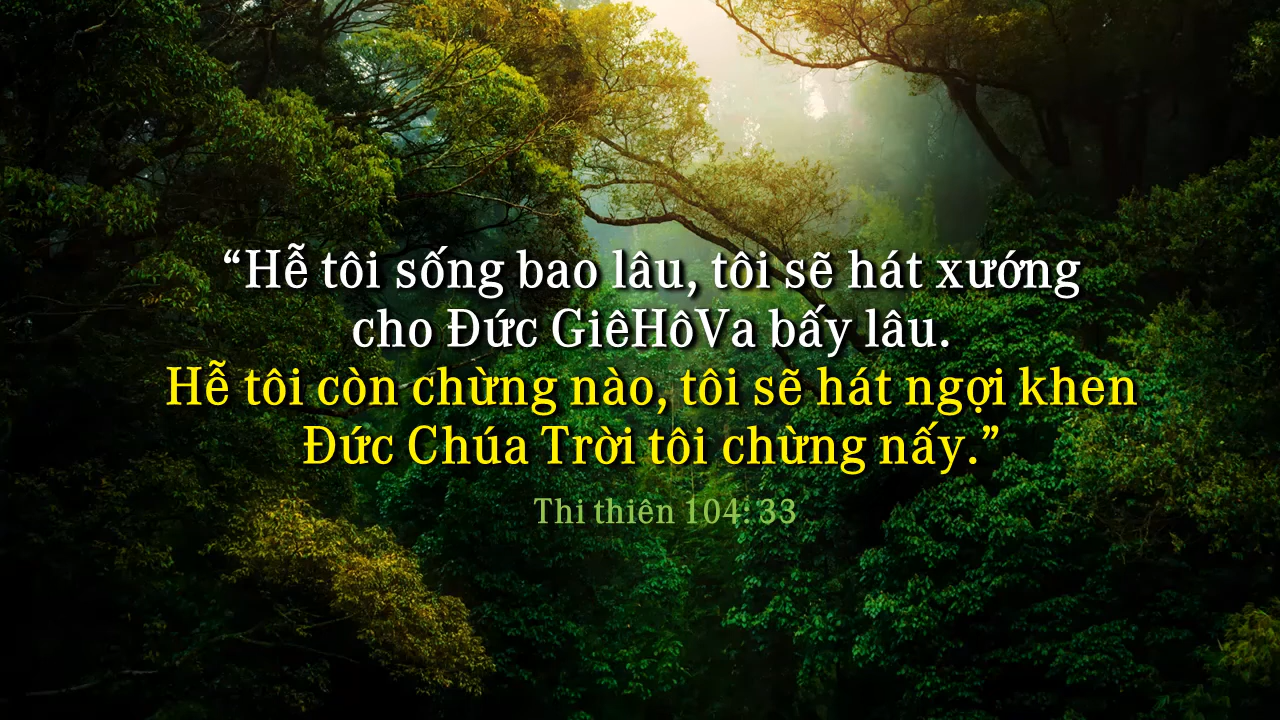 “Hễ tôi sống bao lâu, tôi sẽ hát xướng
cho Đức GiêHôVa bấy lâu.
Hễ tôi còn chừng nào, tôi sẽ hát ngợi khen
Đức Chúa Trời tôi chừng nấy.”
Thi thiên 104: 33